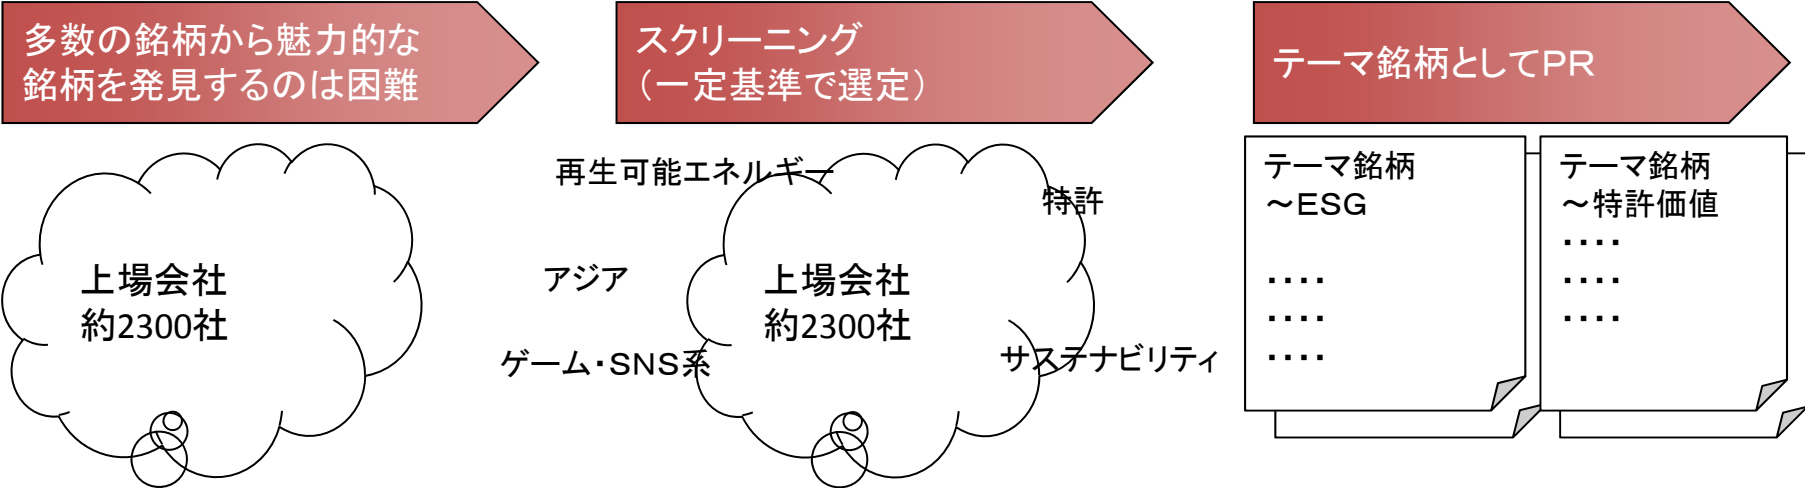 多数の銘柄から魅力的な
銘柄を発見するのは困難
スクリーニング
（一定基準で選定）
テーマ銘柄としてＰＲ
上場会社
約2300社
再生可能エネルギー
特許
アジア
上場会社
約2300社
ゲーム・ＳＮＳ系
サステナビリティ
テーマ銘柄
～ＥＳＧ
・・・・
・・・・
・・・・
テーマ銘柄
～特許価値
・・・・
・・・・
・・・・